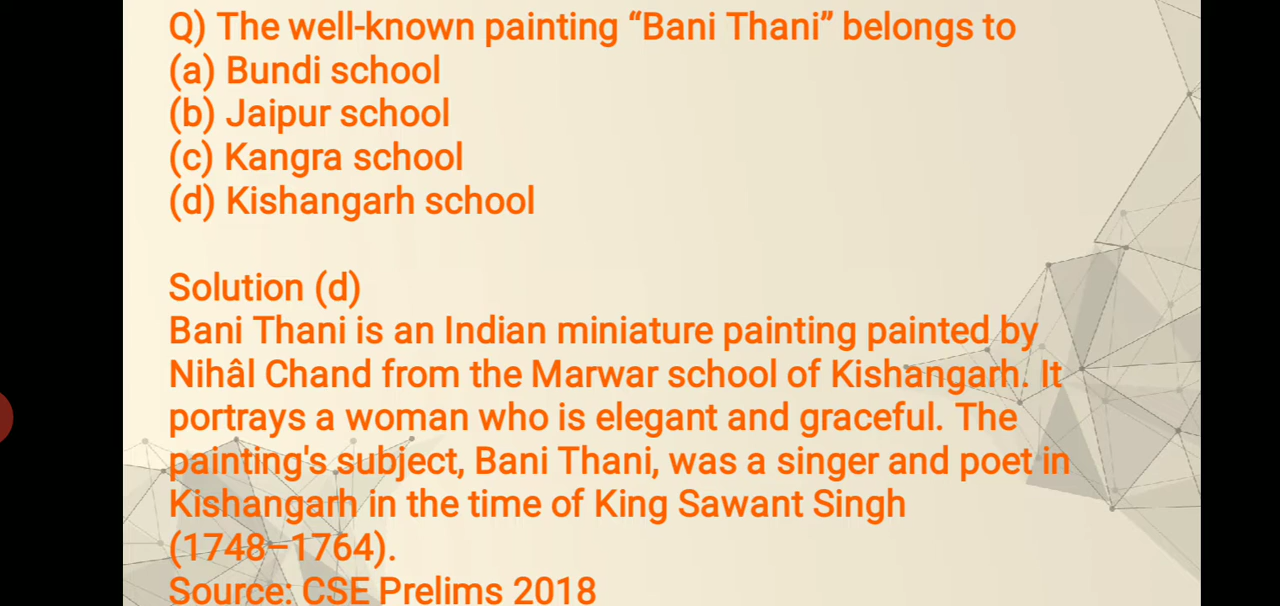 Q) The well-known painting “Bani Thani” belongs to
(a) Bundi school
(b) Jaipur school
(c) Kangra school
(d) Kishangarh school
Solution (d)
Bani Thani is an Indian miniature painting painted by
Nihâl Chand from the Marwar school of Kishangarh. It
portrays a woman who is elegant and graceful. The
painting's subject, Bani Thani, was a singer and poet in
Kishangarh in the time of King Sawant Singh
(1748–1764).
Source: CSE Prelims 2018